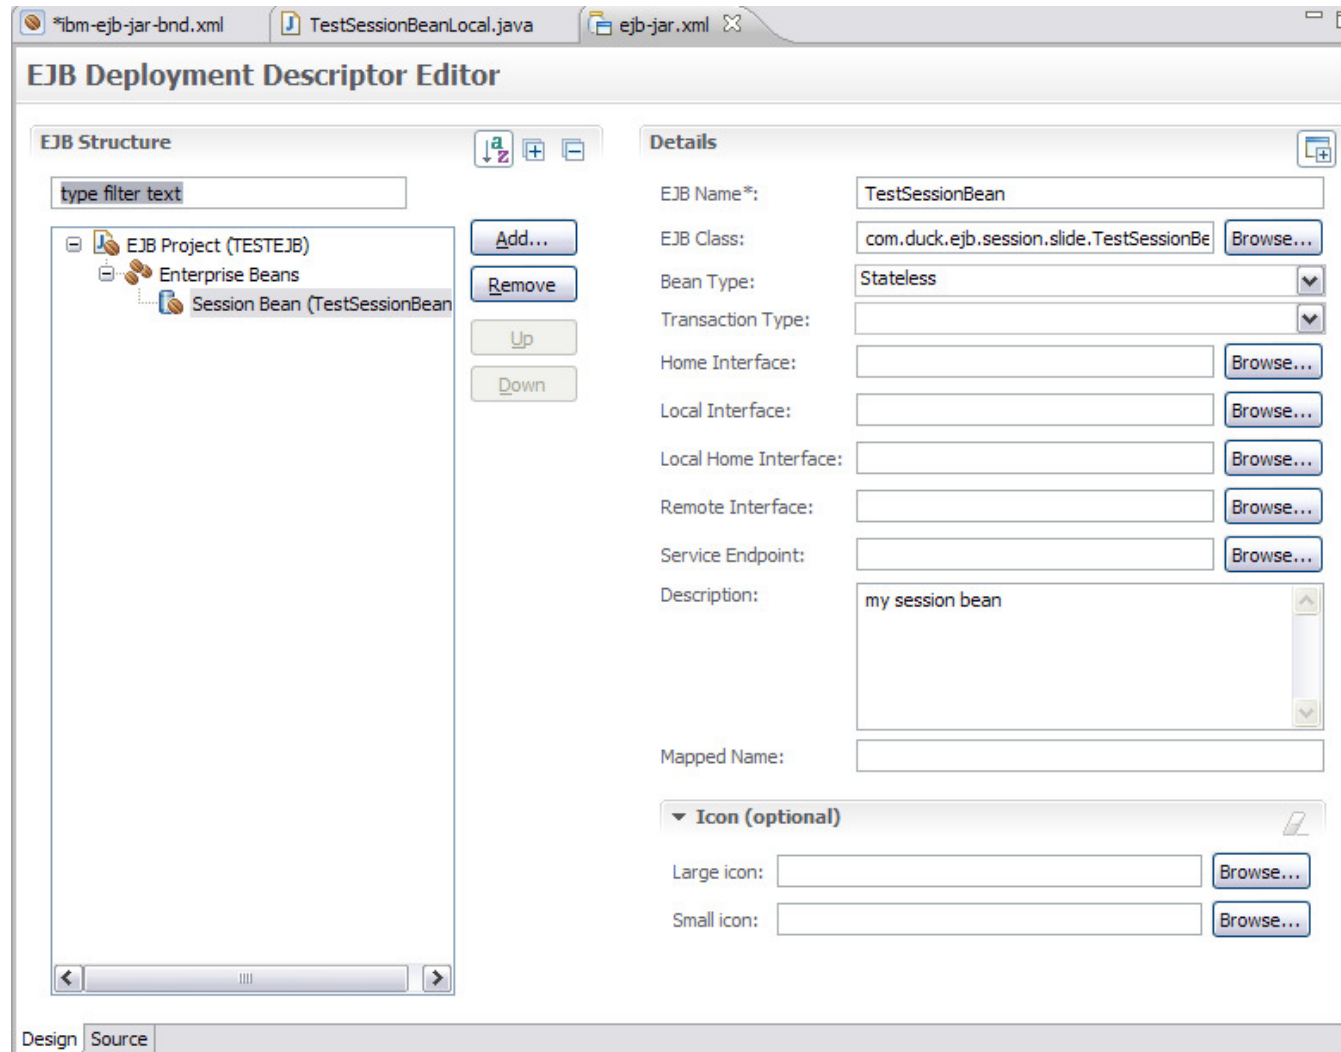 *ibm-ejb-jar-bnd.xml
TestSessionBeanLocal.java
ejb-jar.xml
EJB Deployment Descriptor Editor
EJB Structure
type filter text
EJB Project (TESTEJB)
Enterprise Beans
Session Bean (TestSessionBean
Add...
Remove
Up
Down
Details
EJB Name*: TestSessionBean
EJB Class: com.duck.ejb.session.slide.TestSessionBe Browse...
Bean Type: Stateless
Transaction Type:
Home Interface: Browse...
Local Interface: Browse...
Local Home Interface: Browse...
Remote Interface: Browse...
Service Endpoint: Browse...
Description: my session bean
Mapped Name:
Icon (optional)
Large icon: Browse...
Small icon: Browse...
Design Source